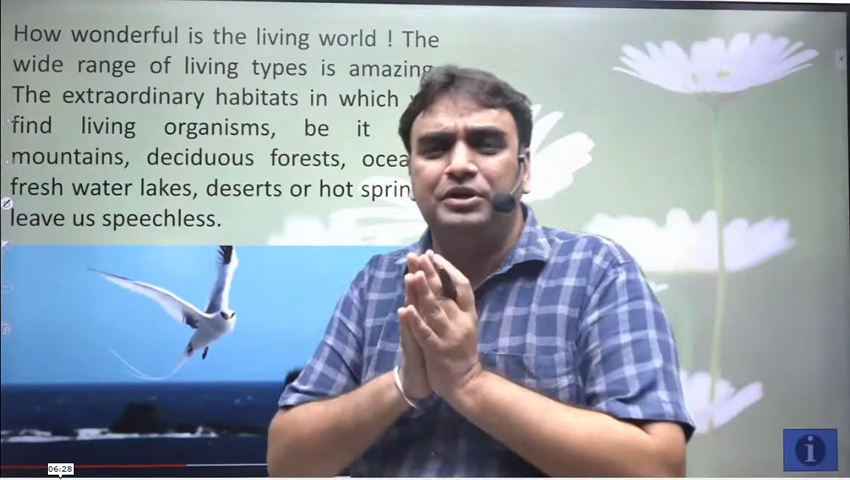 How wonderful is the living world ! The
wide range of living types is amazing.
The extraordinary habitats in which
find living organisms, be it
mountains, deciduous forests,
fresh water lakes, deserts or hot
leave us speechless.
06:28
i